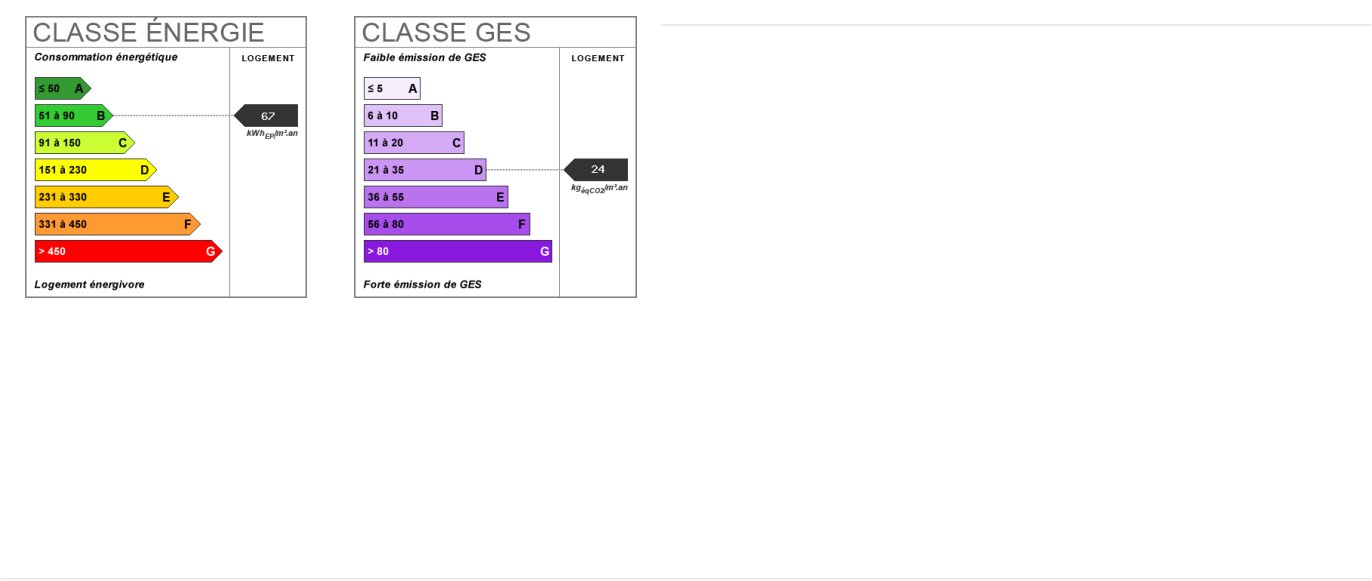 CLASSE ÉNERGIE
Consommation énergétique
LOGEMENT
≤ 50 A
51 à 90 B
67
kWhEP/m².an
91 à 150 C
151 à 230 D
231 à 330 E
331 à 450 F
> 450 G
Logement énergivore
CLASSE GES
Faible émission de GES
LOGEMENT
≤ 5 A
6 à 10 B
11 à 20 C
21 à 35 D
24
kgéqCO2/m².an
36 à 55 E
56 à 80 F
> 80 G
Forte émission de GES